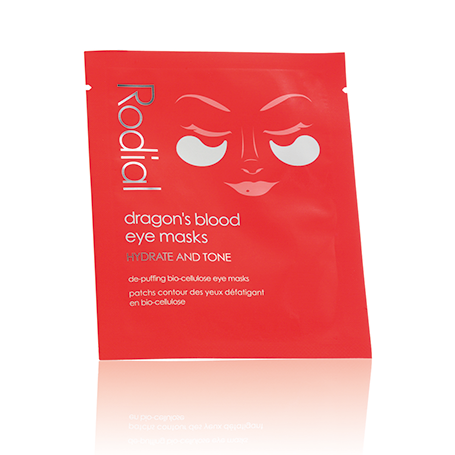 Rodial
dragon's blood
eye masks
HYDRATE AND TONE
de-puffing bio-cellulose eye masks
patchs contour des yeux défatigant
en bio-cellulose